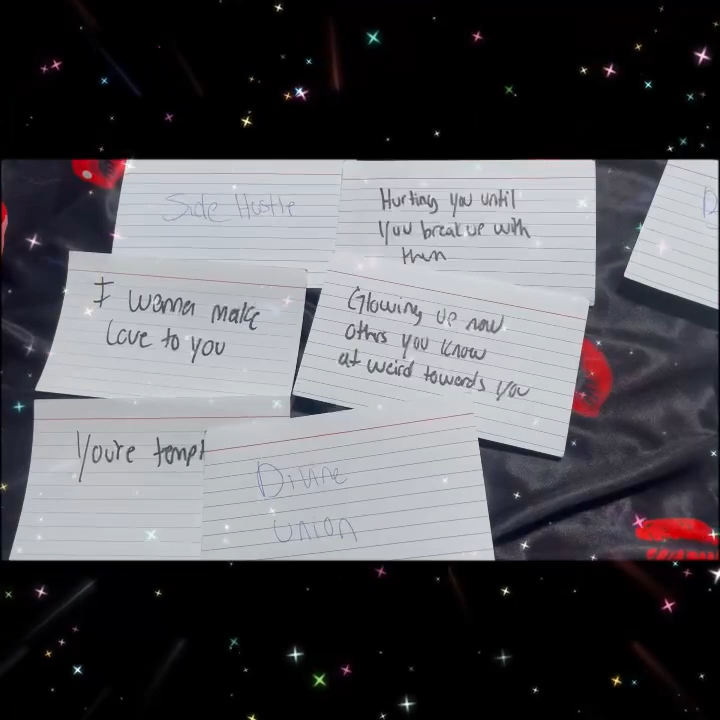 Side Hustle
Hurting you until
you break up with
them
I wanna make
Love to you
Glowing up now
others you know
act weird towards you
You're tempt
Divine
union
D